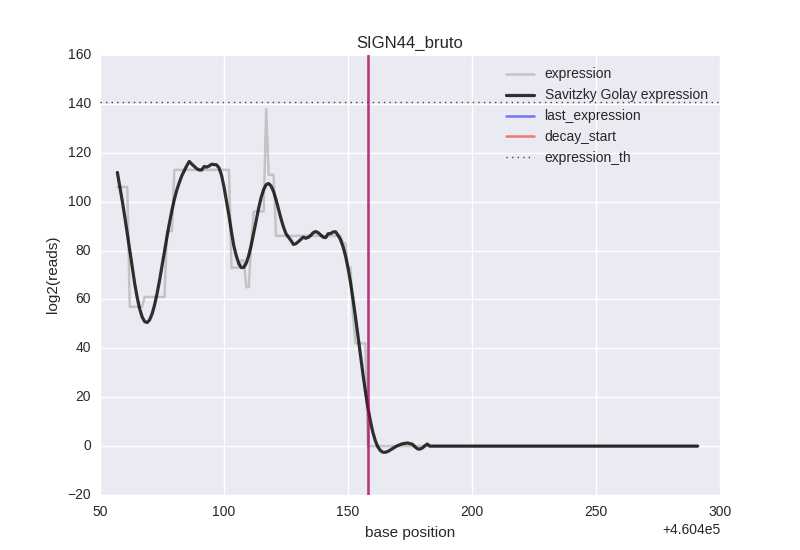 SIGN44_bruto
160
140
120
100
80
60
40
20
0
−20
log2(reads)
expression
Savitzky Golay expression
last_expression
decay_start
expression_th
50
100
150
200
250
300
+4.604e5
base position